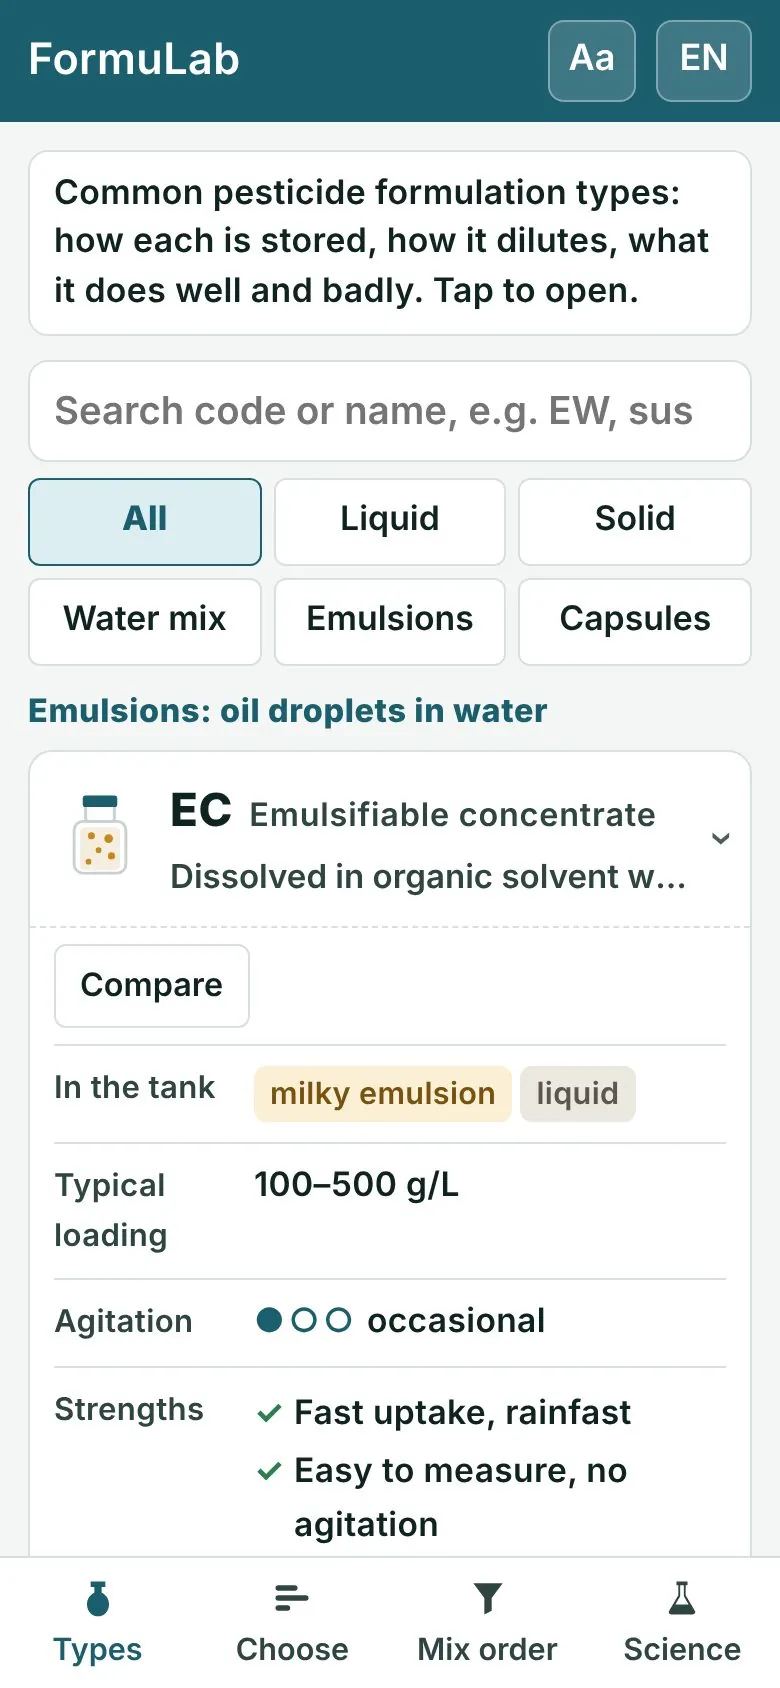 FormuLab
Aa
EN
Common pesticide formulation types:
how each is stored, how it dilutes, what
it does well and badly. Tap to open.
Search code or name, e.g. EW, sus
All
Liquid
Solid
Water mix
Emulsions
Capsules
Emulsions: oil droplets in water
EC Emulsifiable concentrate
Dissolved in organic solvent w...
Compare
In the tank
milky emulsion
liquid
Typical
loading
100–500 g/L
Agitation
occasional
Strengths
Fast uptake, rainfast
Easy to measure, no
agitation
Types
Choose
Mix order
Science